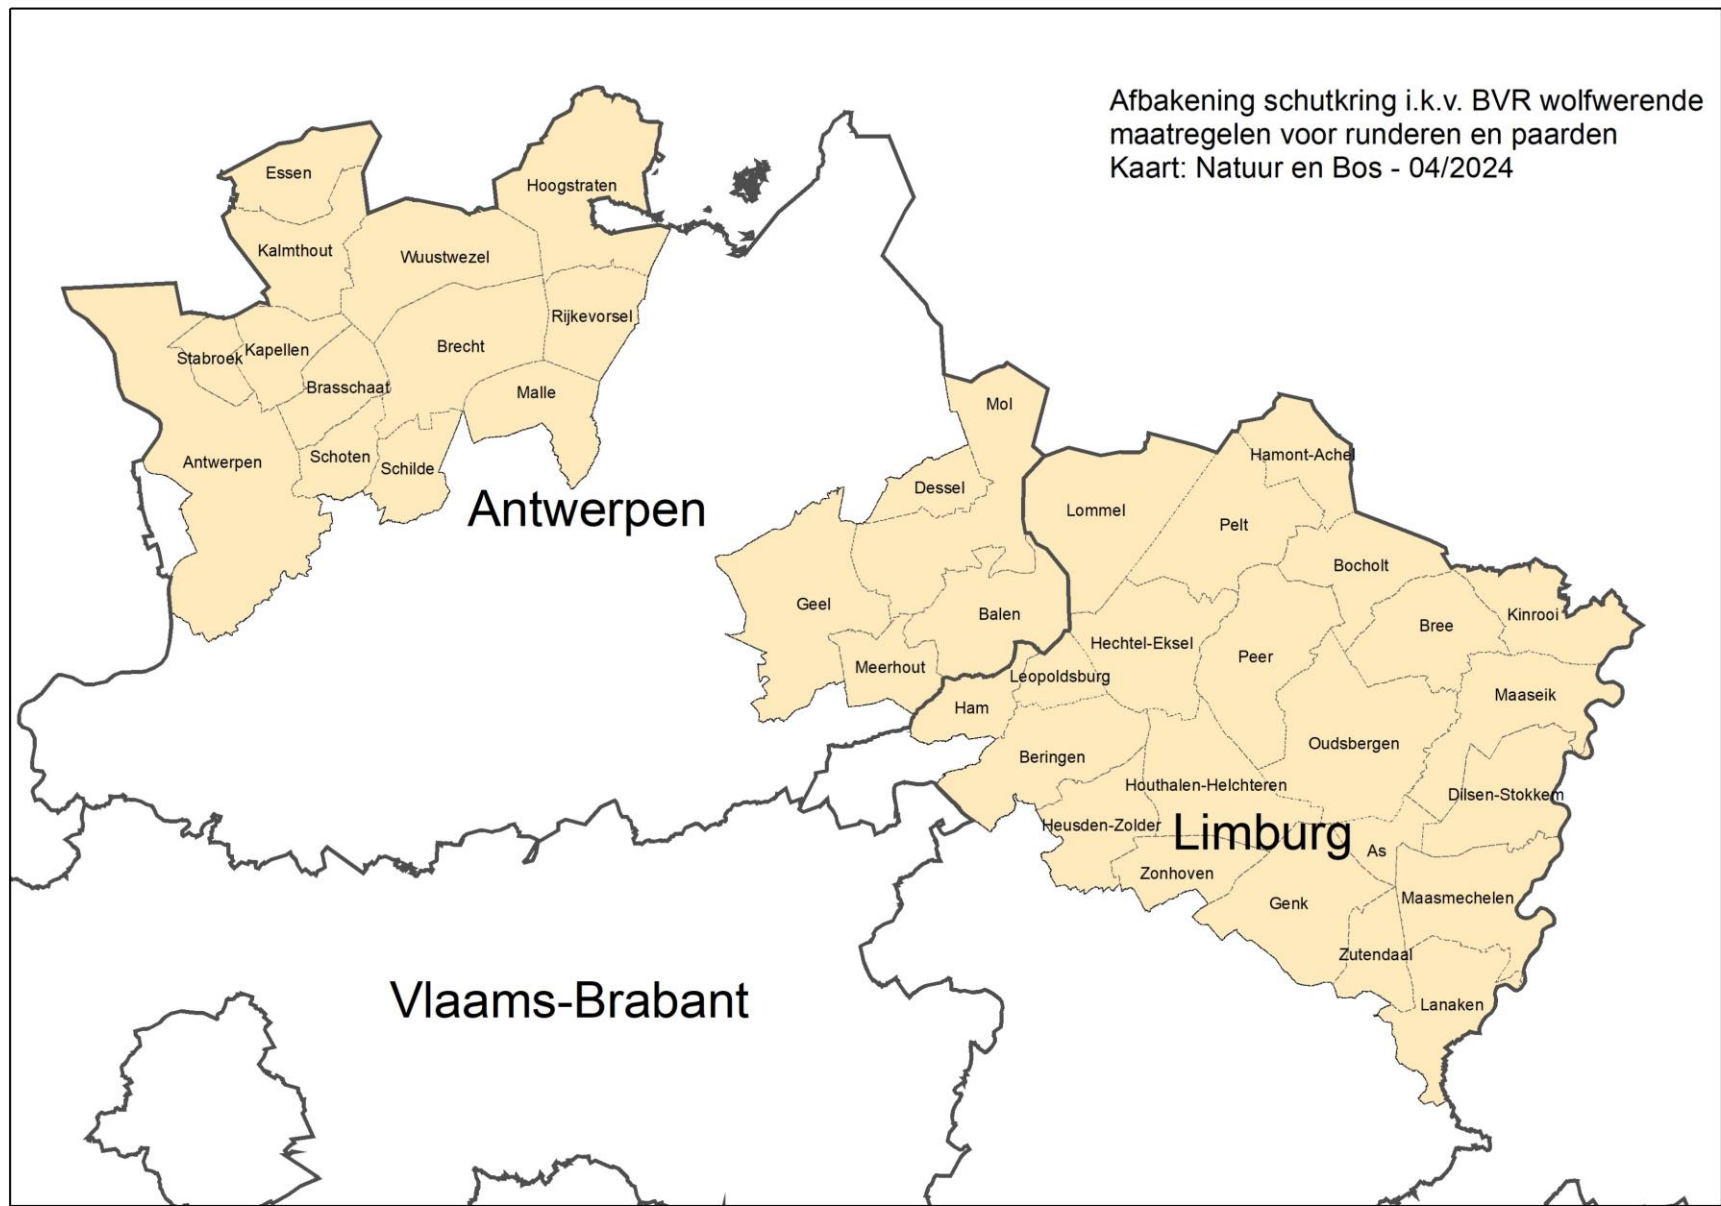 Afbakening schutkring i.k.v. BVR wolfwerende
maatregelen voor runderen en paarden
Kaart: Natuur en Bos - 04/2024
Essen
Hoogstraten
Kalmthout
Wuustwezel
Rijkevorsel
Stabroek
Kapellen
Brecht
Brasschaat
Malle
Mol
Antwerpen
Schoten
Schilde
Hamont-Achel
Antwerpen
Dessel
Lommel
Pelt
Bocholt
Geel
Balen
Kinrooi
Bree
Hechtel-Eksel
Peer
Meerhout
Leopoldsburg
Maaseik
Ham
Oudsbergen
Beringen
Houthalen-Helchteren
Dilsen-Stokkem
Heusden-Zolder
Limburg
As
Zonhoven
Genk
Maasmechelen
Zutendaal
Vlaams-Brabant
Lanaken